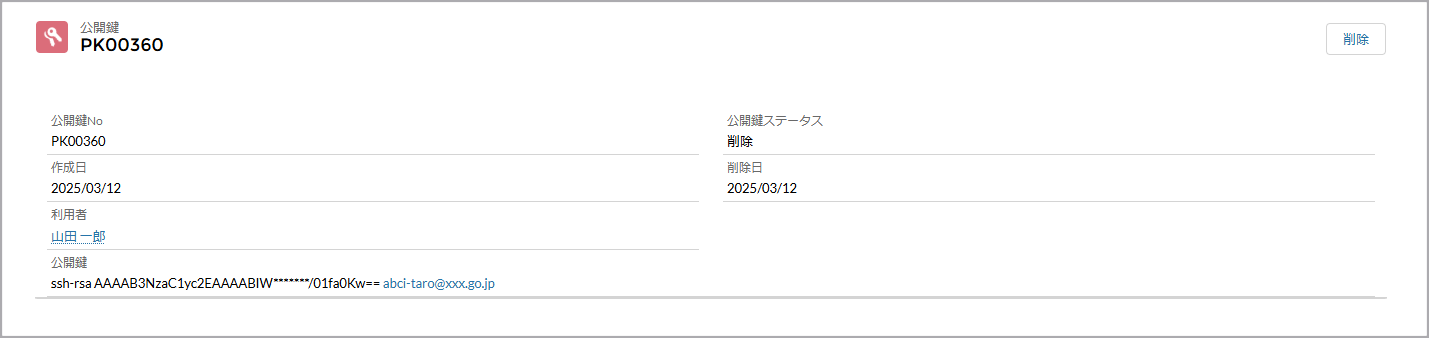 公開鍵
PK00360
削除
公開鍵No
PK00360
公開鍵ステータス
削除
作成日
2025/03/12
削除日
2025/03/12
利用者
山田 一郎
公開鍵
ssh-rsa AAAAB3NzaC1yc2EAAAABIW*******/01fa0Kw== abci-taro@xxx.go.jp